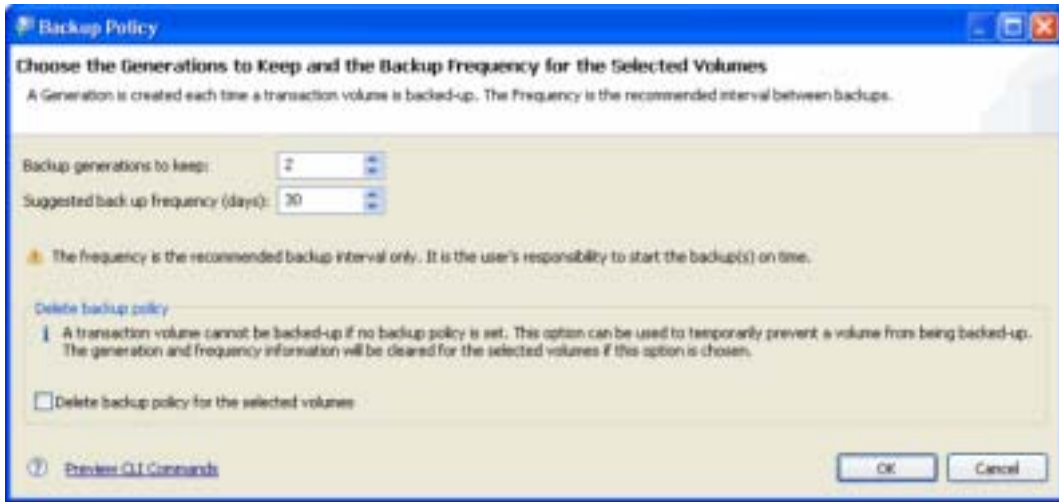 Backup Policy
Choose the Generations to Keep and the Backup Frequency for the Selected Volumes
A Generation is created each time a transaction volume is backed-up. The Frequency is the recommended interval between backups.
Backup generations to keep: 2
Suggested back up frequency (days): 30
The frequency is the recommended backup interval only. It is the user's responsibility to start the backup(s) on time.
Delete backup policy
A transaction volume cannot be backed-up if no backup policy is set. This option can be used to temporarily prevent a volume from being backed-up.
The generation and frequency information will be cleared for the selected volumes if this option is chosen.
Delete backup policy for the selected volumes
Preview CLI Commands
OK
Cancel